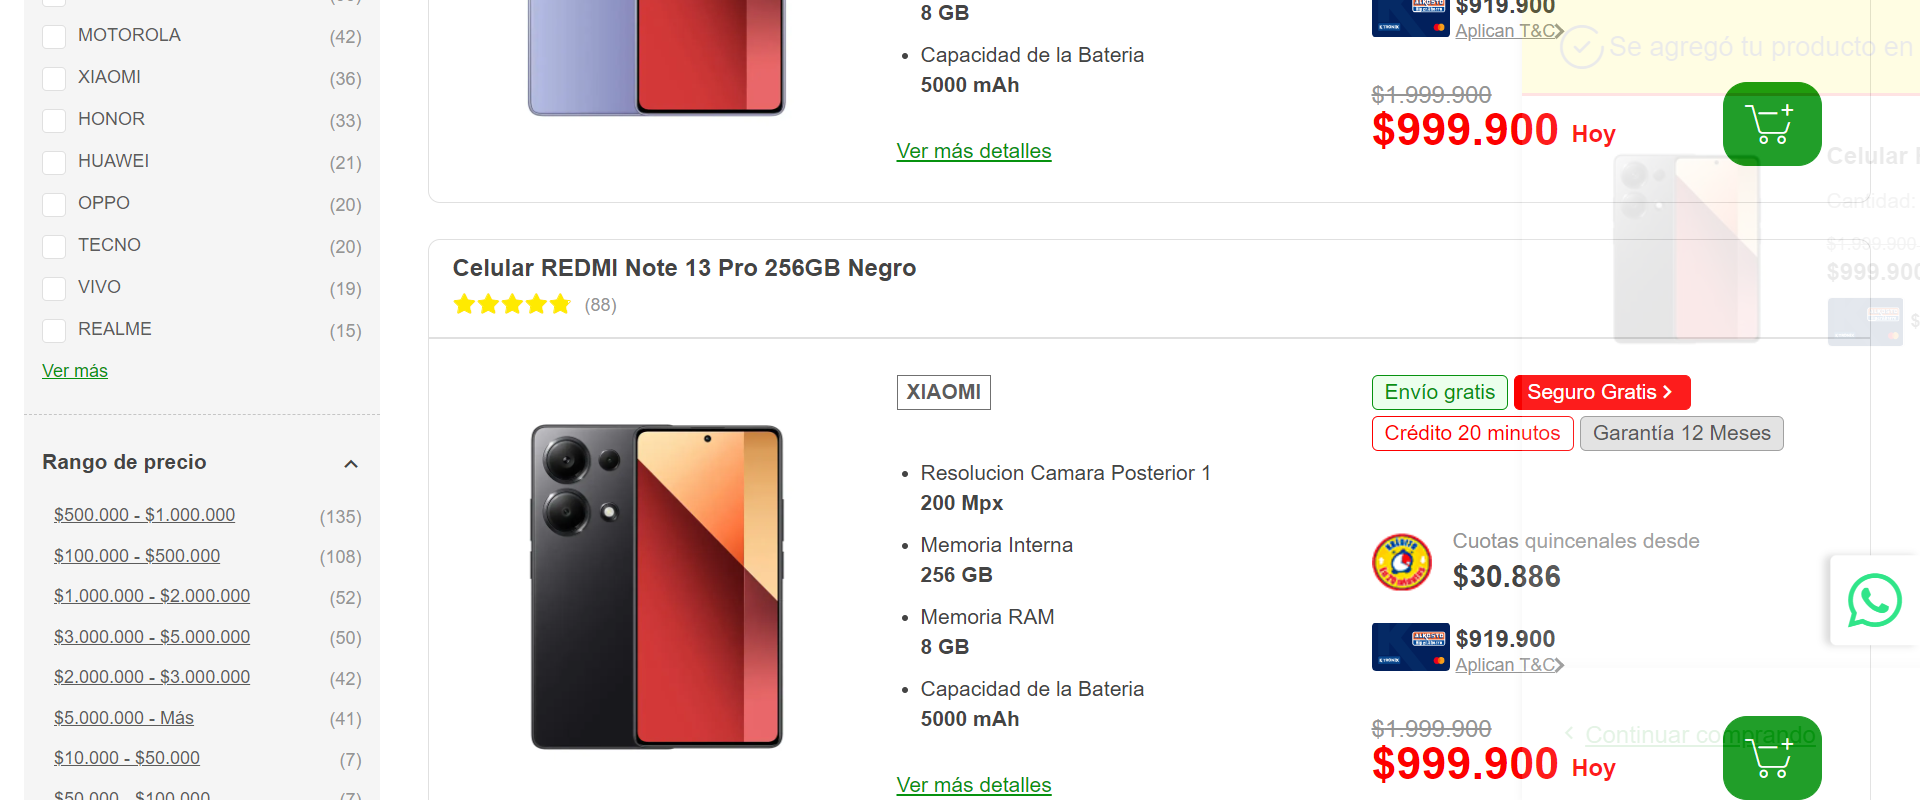 MOTOROLA (42)
XIAOMI (36)
HONOR (33)
HUAWEI (21)
OPPO (20)
TECNO (20)
VIVO (19)
REALME (15)
Ver más
Rango de precio
$500.000 - $1.000.000 (135)
$100.000 - $500.000 (108)
$1.000.000 - $2.000.000 (52)
$3.000.000 - $5.000.000 (50)
$2.000.000 - $3.000.000 (42)
$5.000.000 - Más (41)
$10.000 - $50.000 (7)
$50.000 - $100.000 (7)
8 GB
Capacidad de la Bateria
5000 mAh
Ver más detalles
$919.900
Aplican T&C
$1.999.900
$999.900 Hoy
Celular REDMI Note 13 Pro 256GB Negro
(88)
XIAOMI
Resolucion Camara Posterior 1
200 Mpx
Memoria Interna
256 GB
Memoria RAM
8 GB
Capacidad de la Bateria
5000 mAh
Ver más detalles
Envío gratis
Seguro Gratis
Crédito 20 minutos
Garantía 12 Meses
Cuotas quincenales desde
$30.886
ALKOSTO
K-TRONIX
$919.900
Aplican T&C
$1.999.900
$999.900 Hoy
Se agregó tu producto en
Celular
Cantidad:
$1.999.900
$999.900
$
Continuar comprando